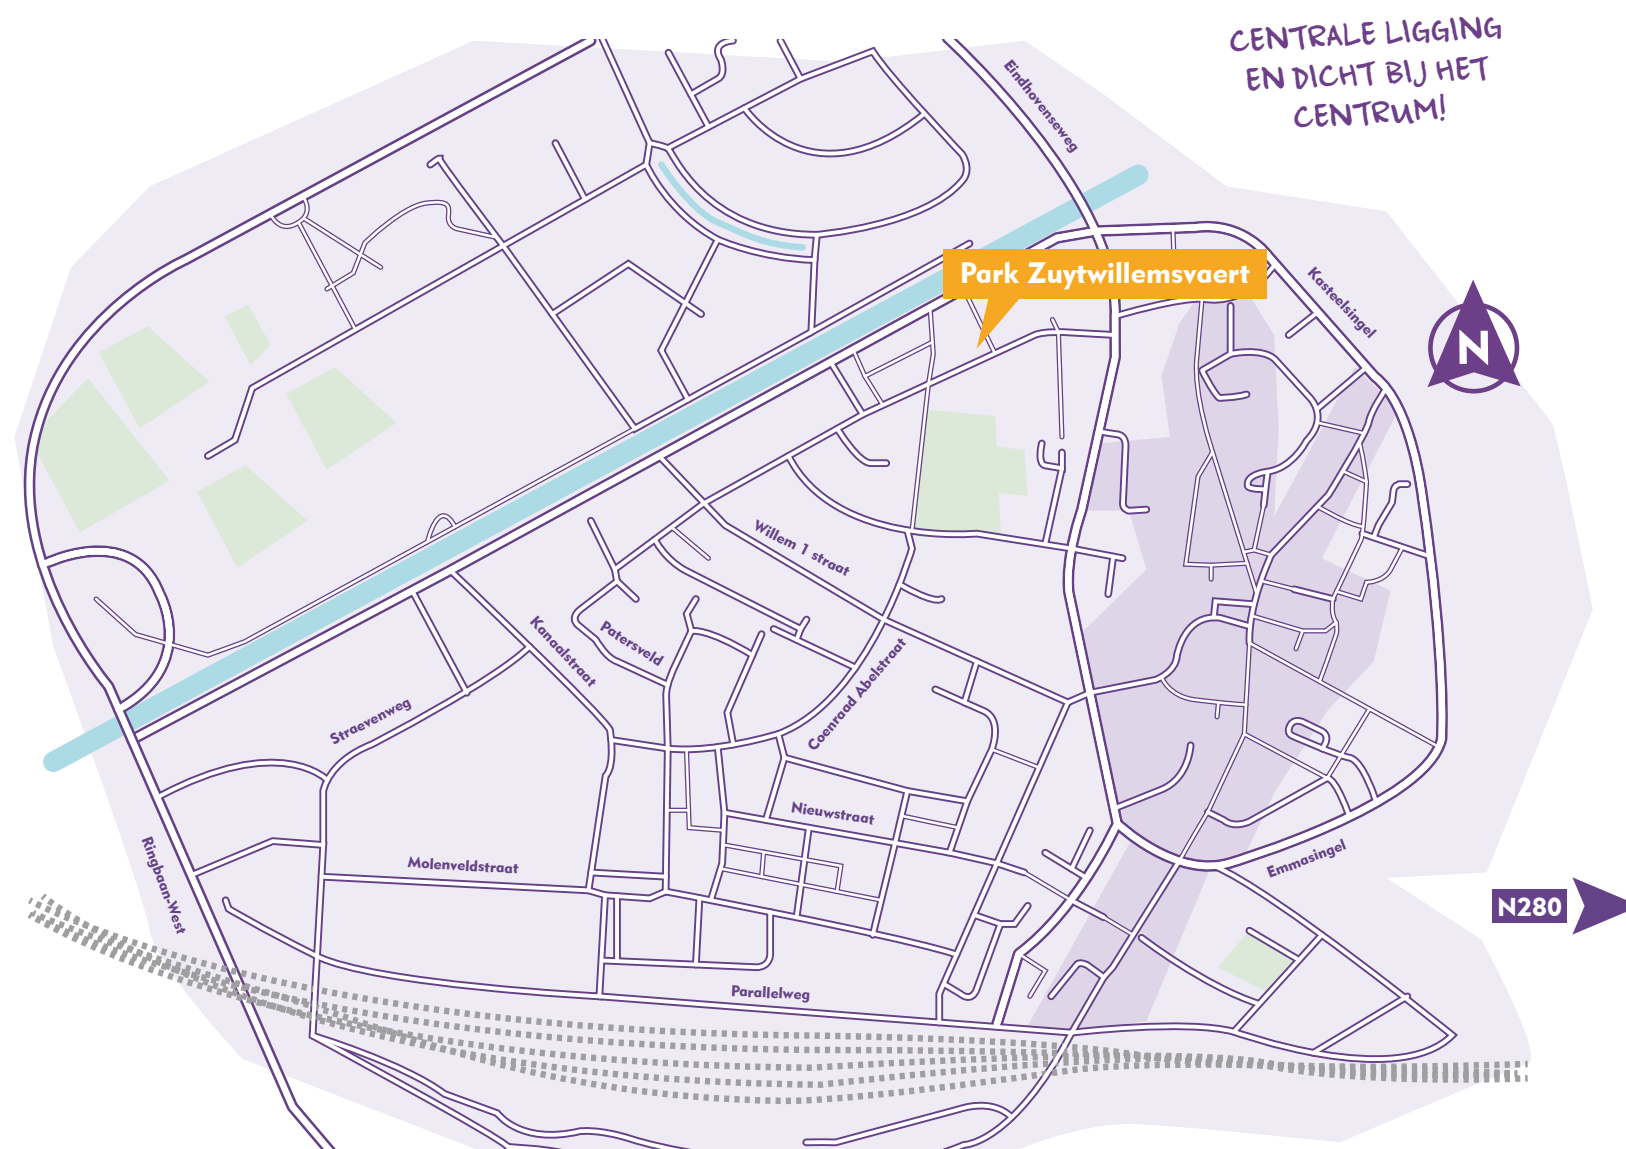 CENTRALE LIGGING
EN DICHT BIJ HET
CENTRUM!
Eindhovenseweg
Park Zuytwillemsvaert
Kasteelsingel
N
Willem 1 straat
Kanaalstraat
Patersveld
Coenraad Abelstraat
Straevenweg
Nieuwstraat
Molenveldstraat
Ringbaan-West
Emmasingel
N280
Parallelweg